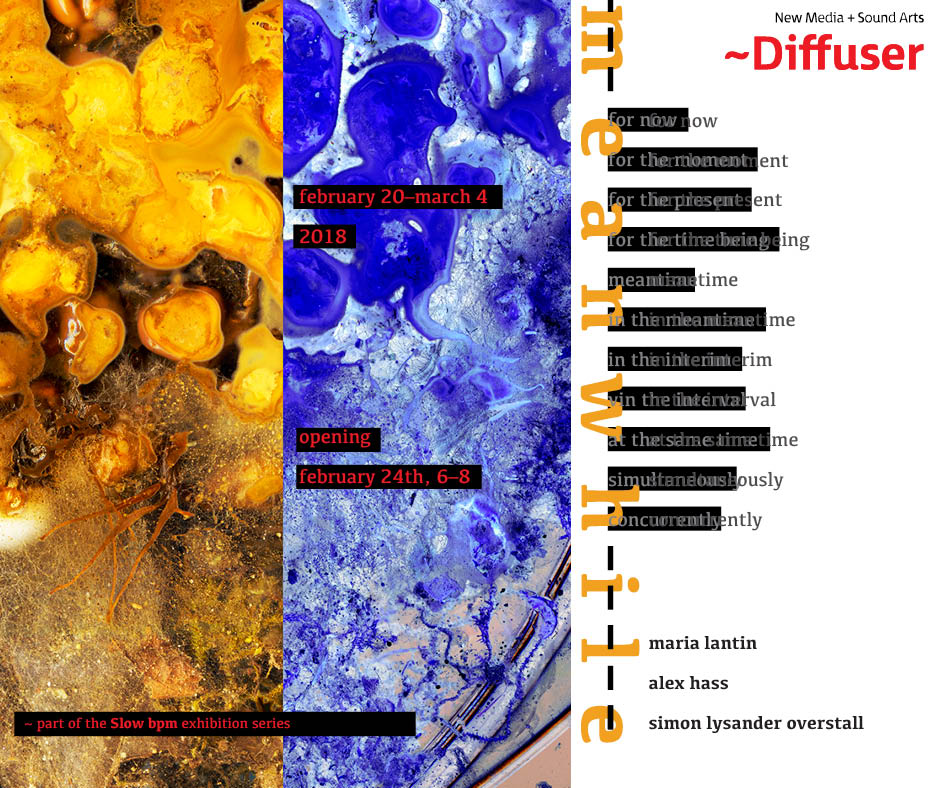 New Media + Sound Arts
~Diffuser
meanwhile
for now
for the moment
for the present
for the time being
meantime
in the meantime
in the interim
in the interval
at the same time
simultaneously
concurrently
february 20–march 4
2018
opening
february 24th, 6–8
maria lantin
alex hass
simon lysander overstall
~ part of the Slow bpm exhibition series